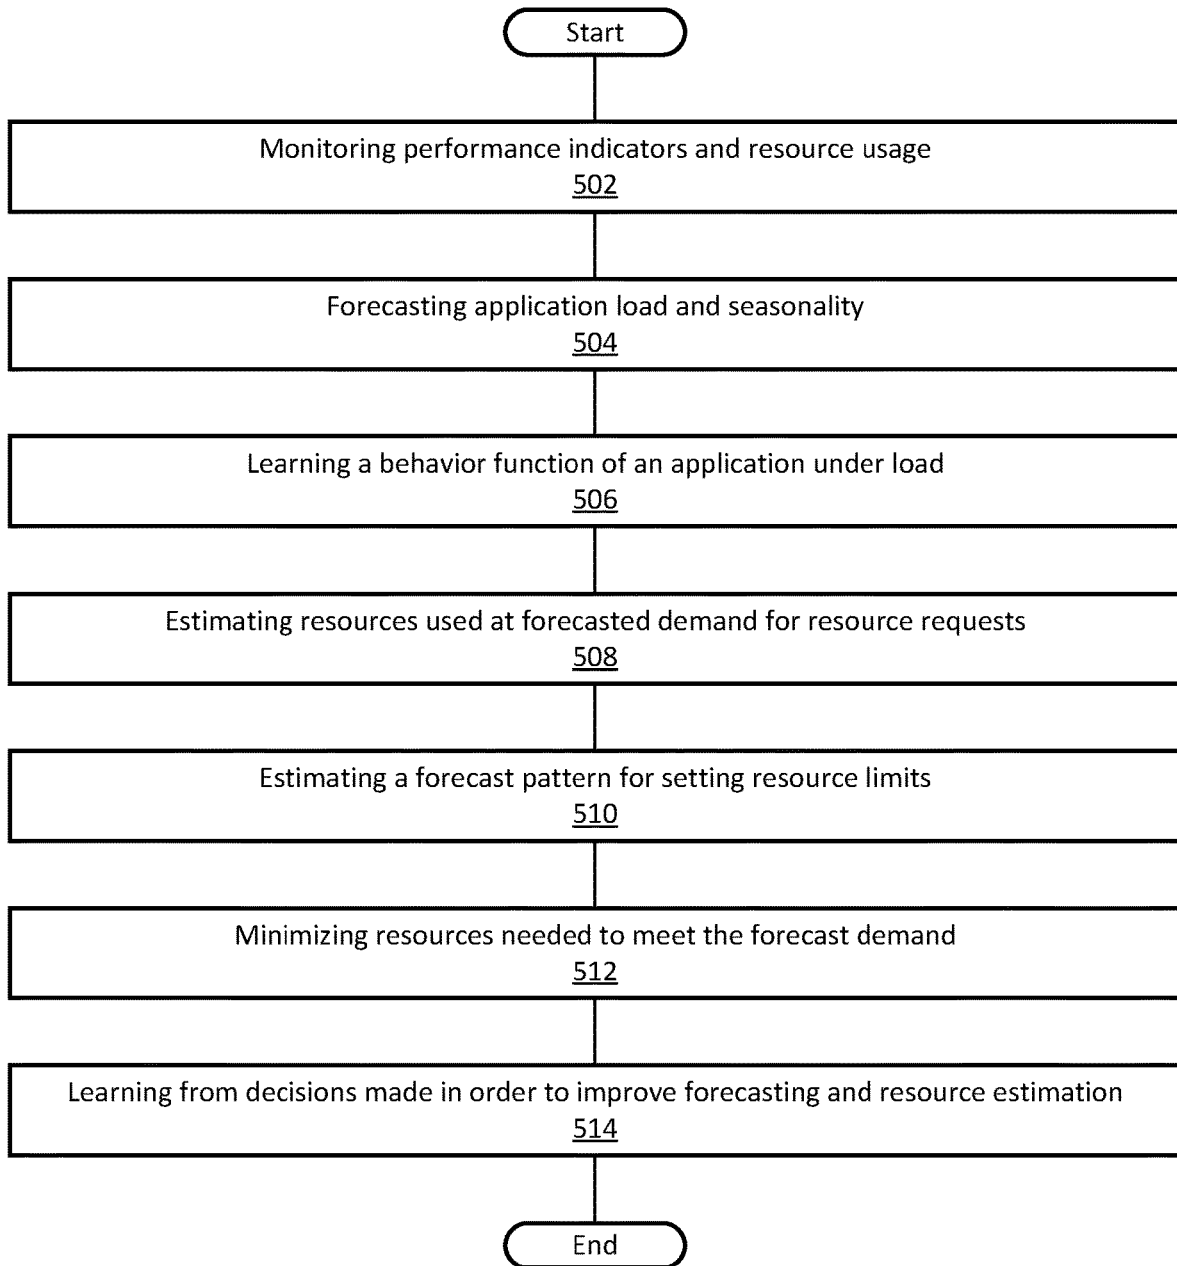 Start
Monitoring performance indicators and resource usage
502
Forecasting application load and seasonality
504
Learning a behavior function of an application under load
506
Estimating resources used at forecasted demand for resource requests
508
Estimating a forecast pattern for setting resource limits
510
Minimizing resources needed to meet the forecast demand
512
Learning from decisions made in order to improve forecasting and resource estimation
514
End